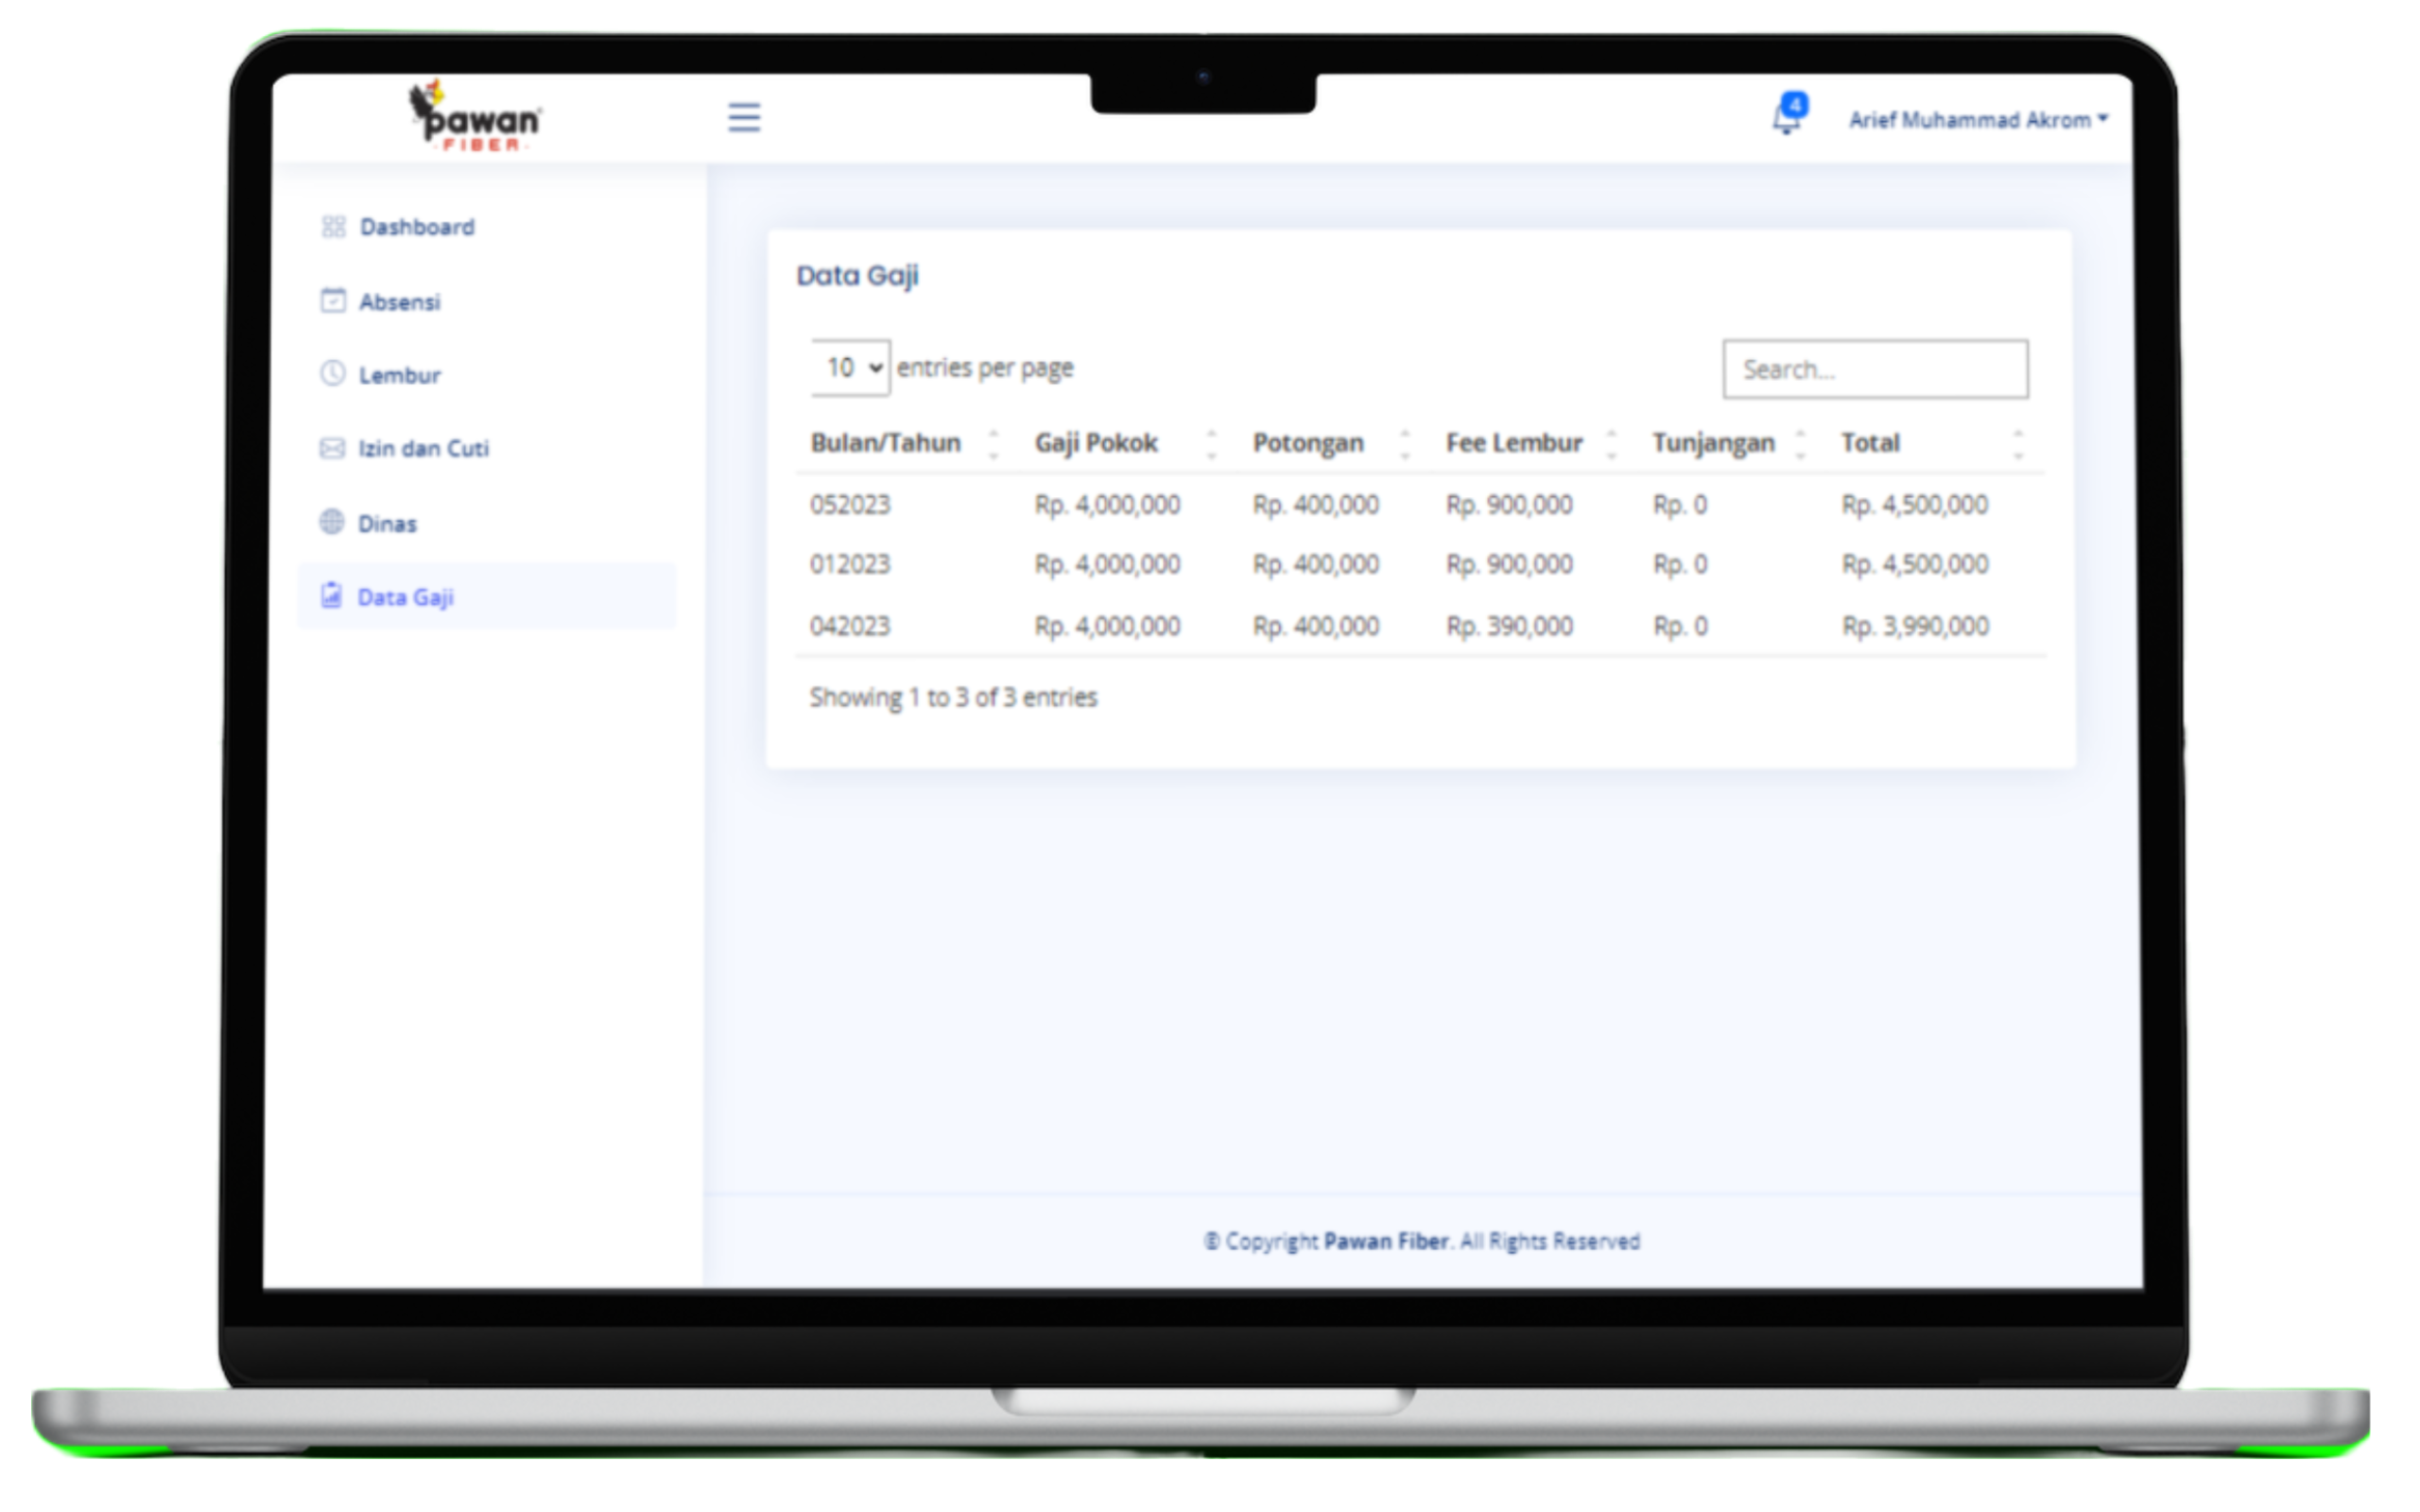 pawan
FIBER
4
Arief Muhammad Akrom
Dashboard
Absensi
Lembur
Izin dan Cuti
Dinas
Data Gaji
Data Gaji
10 entries per page
Search...
Bulan/Tahun Gaji Pokok Potongan Fee Lembur Tunjangan Total
052023 Rp. 4,000,000 Rp. 400,000 Rp. 900,000 Rp. 0 Rp. 4,500,000
012023 Rp. 4,000,000 Rp. 400,000 Rp. 900,000 Rp. 0 Rp. 4,500,000
042023 Rp. 4,000,000 Rp. 400,000 Rp. 390,000 Rp. 0 Rp. 3,990,000
Showing 1 to 3 of 3 entries
© Copyright Pawan Fiber. All Rights Reserved